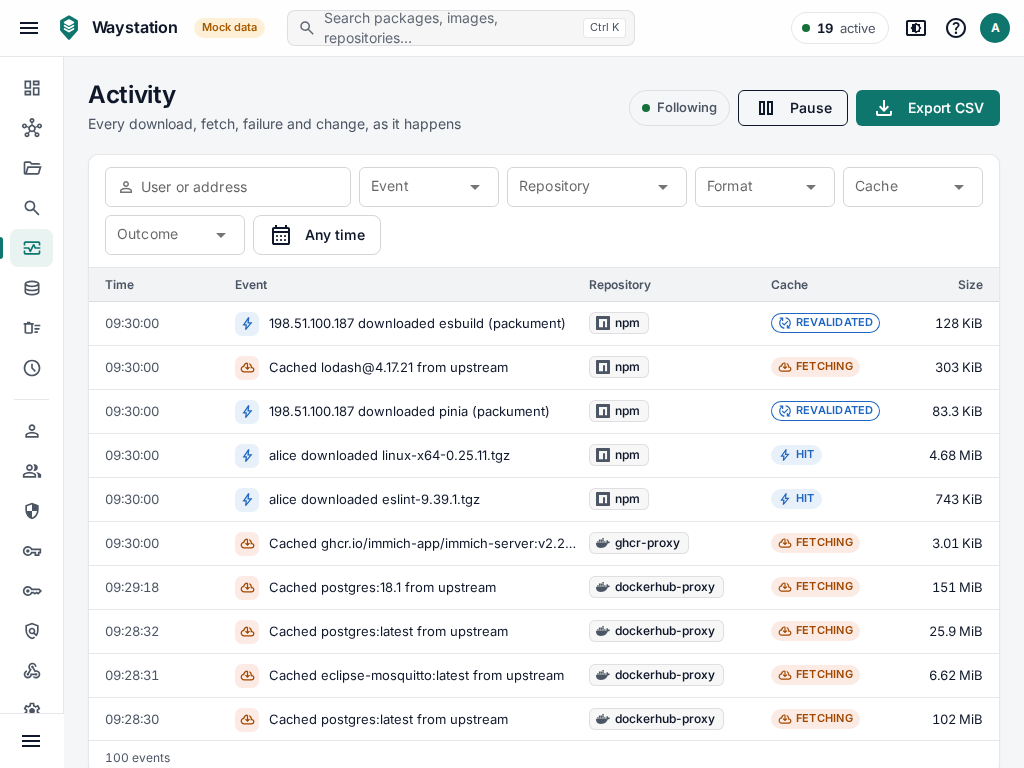 Waystation
Mock data
Search packages, images, repositories...
Ctrl K
19 active
A
Activity
Every download, fetch, failure and change, as it happens
Following
Pause
Export CSV
User or address
Event
Repository
Format
Cache
Outcome
Any time
Time Event Repository Cache Size
09:30:00 198.51.100.187 downloaded esbuild (packument) npm REVALIDATED 128 KiB
09:30:00 Cached lodash@4.17.21 from upstream npm FETCHING 303 KiB
09:30:00 198.51.100.187 downloaded pinia (packument) npm REVALIDATED 83.3 KiB
09:30:00 alice downloaded linux-x64-0.25.11.tgz npm HIT 4.68 MiB
09:30:00 alice downloaded eslint-9.39.1.tgz npm HIT 743 KiB
09:30:00 Cached ghcr.io/immich-app/immich-server:v2.2... ghcr-proxy FETCHING 3.01 KiB
09:29:18 Cached postgres:18.1 from upstream dockerhub-proxy FETCHING 151 MiB
09:28:32 Cached postgres:latest from upstream dockerhub-proxy FETCHING 25.9 MiB
09:28:31 Cached eclipse-mosquitto:latest from upstream dockerhub-proxy FETCHING 6.62 MiB
09:28:30 Cached postgres:latest from upstream dockerhub-proxy FETCHING 102 MiB
100 events